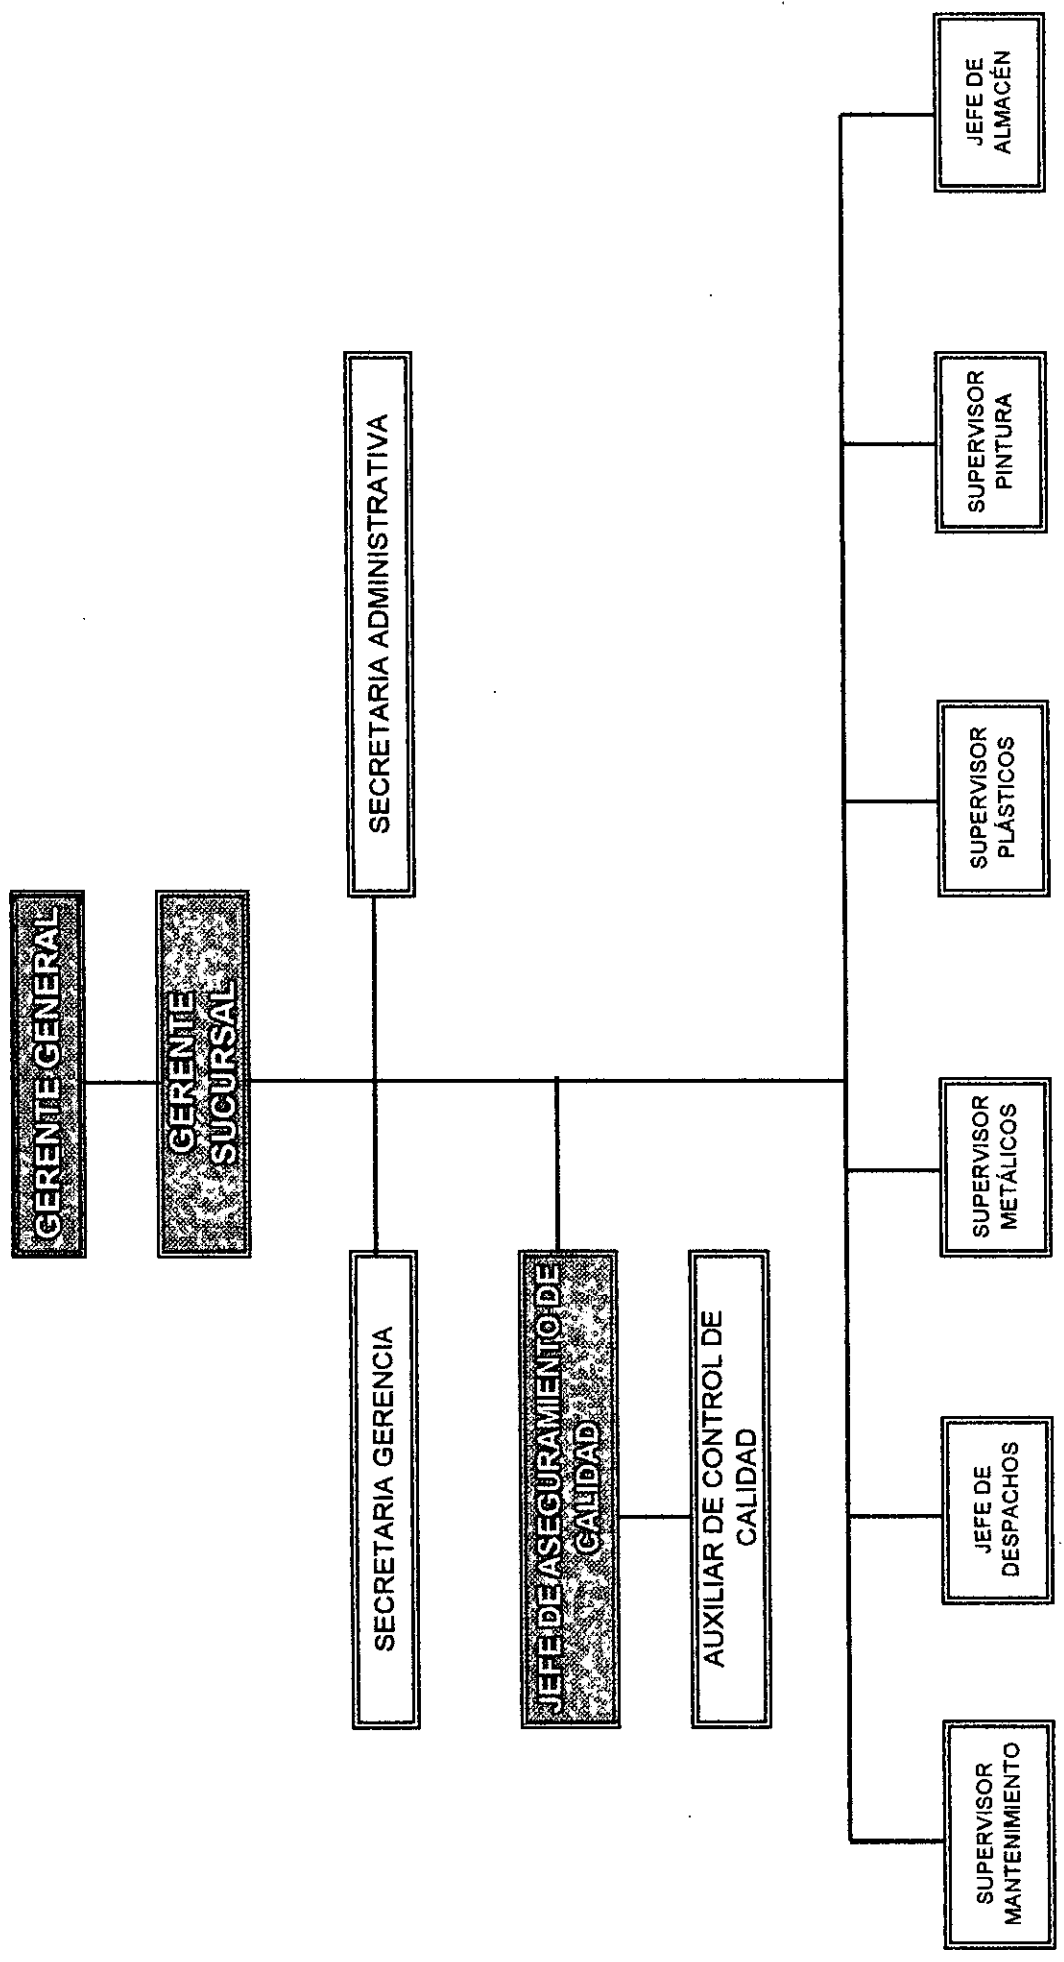 GERENTE GENERAL
GERENTE
SUCURSAL
SECRETARIA GERENCIA
SECRETARIA ADMINISTRATIVA
JEFE DE ASEGURAMIENTO DE
CALIDAD
AUXILIAR DE CONTROL DE
CALIDAD
SUPERVISOR
MANTENIMIENTO
JEFE DE
DESPACHOS
SUPERVISOR
METÁLICOS
SUPERVISOR
PLÁSTICOS
SUPERVISOR
PINTURA
JEFE DE
ALMACÉN